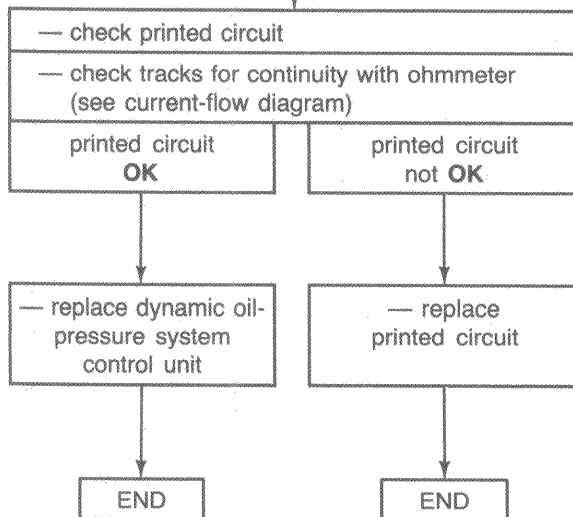 — check printed circuit
— check tracks for continuity with ohmmeter
(see current-flow diagram)
printed circuit
OK
printed circuit
not OK
— replace dynamic oil-
pressure system
control unit
— replace
printed circuit
END
END